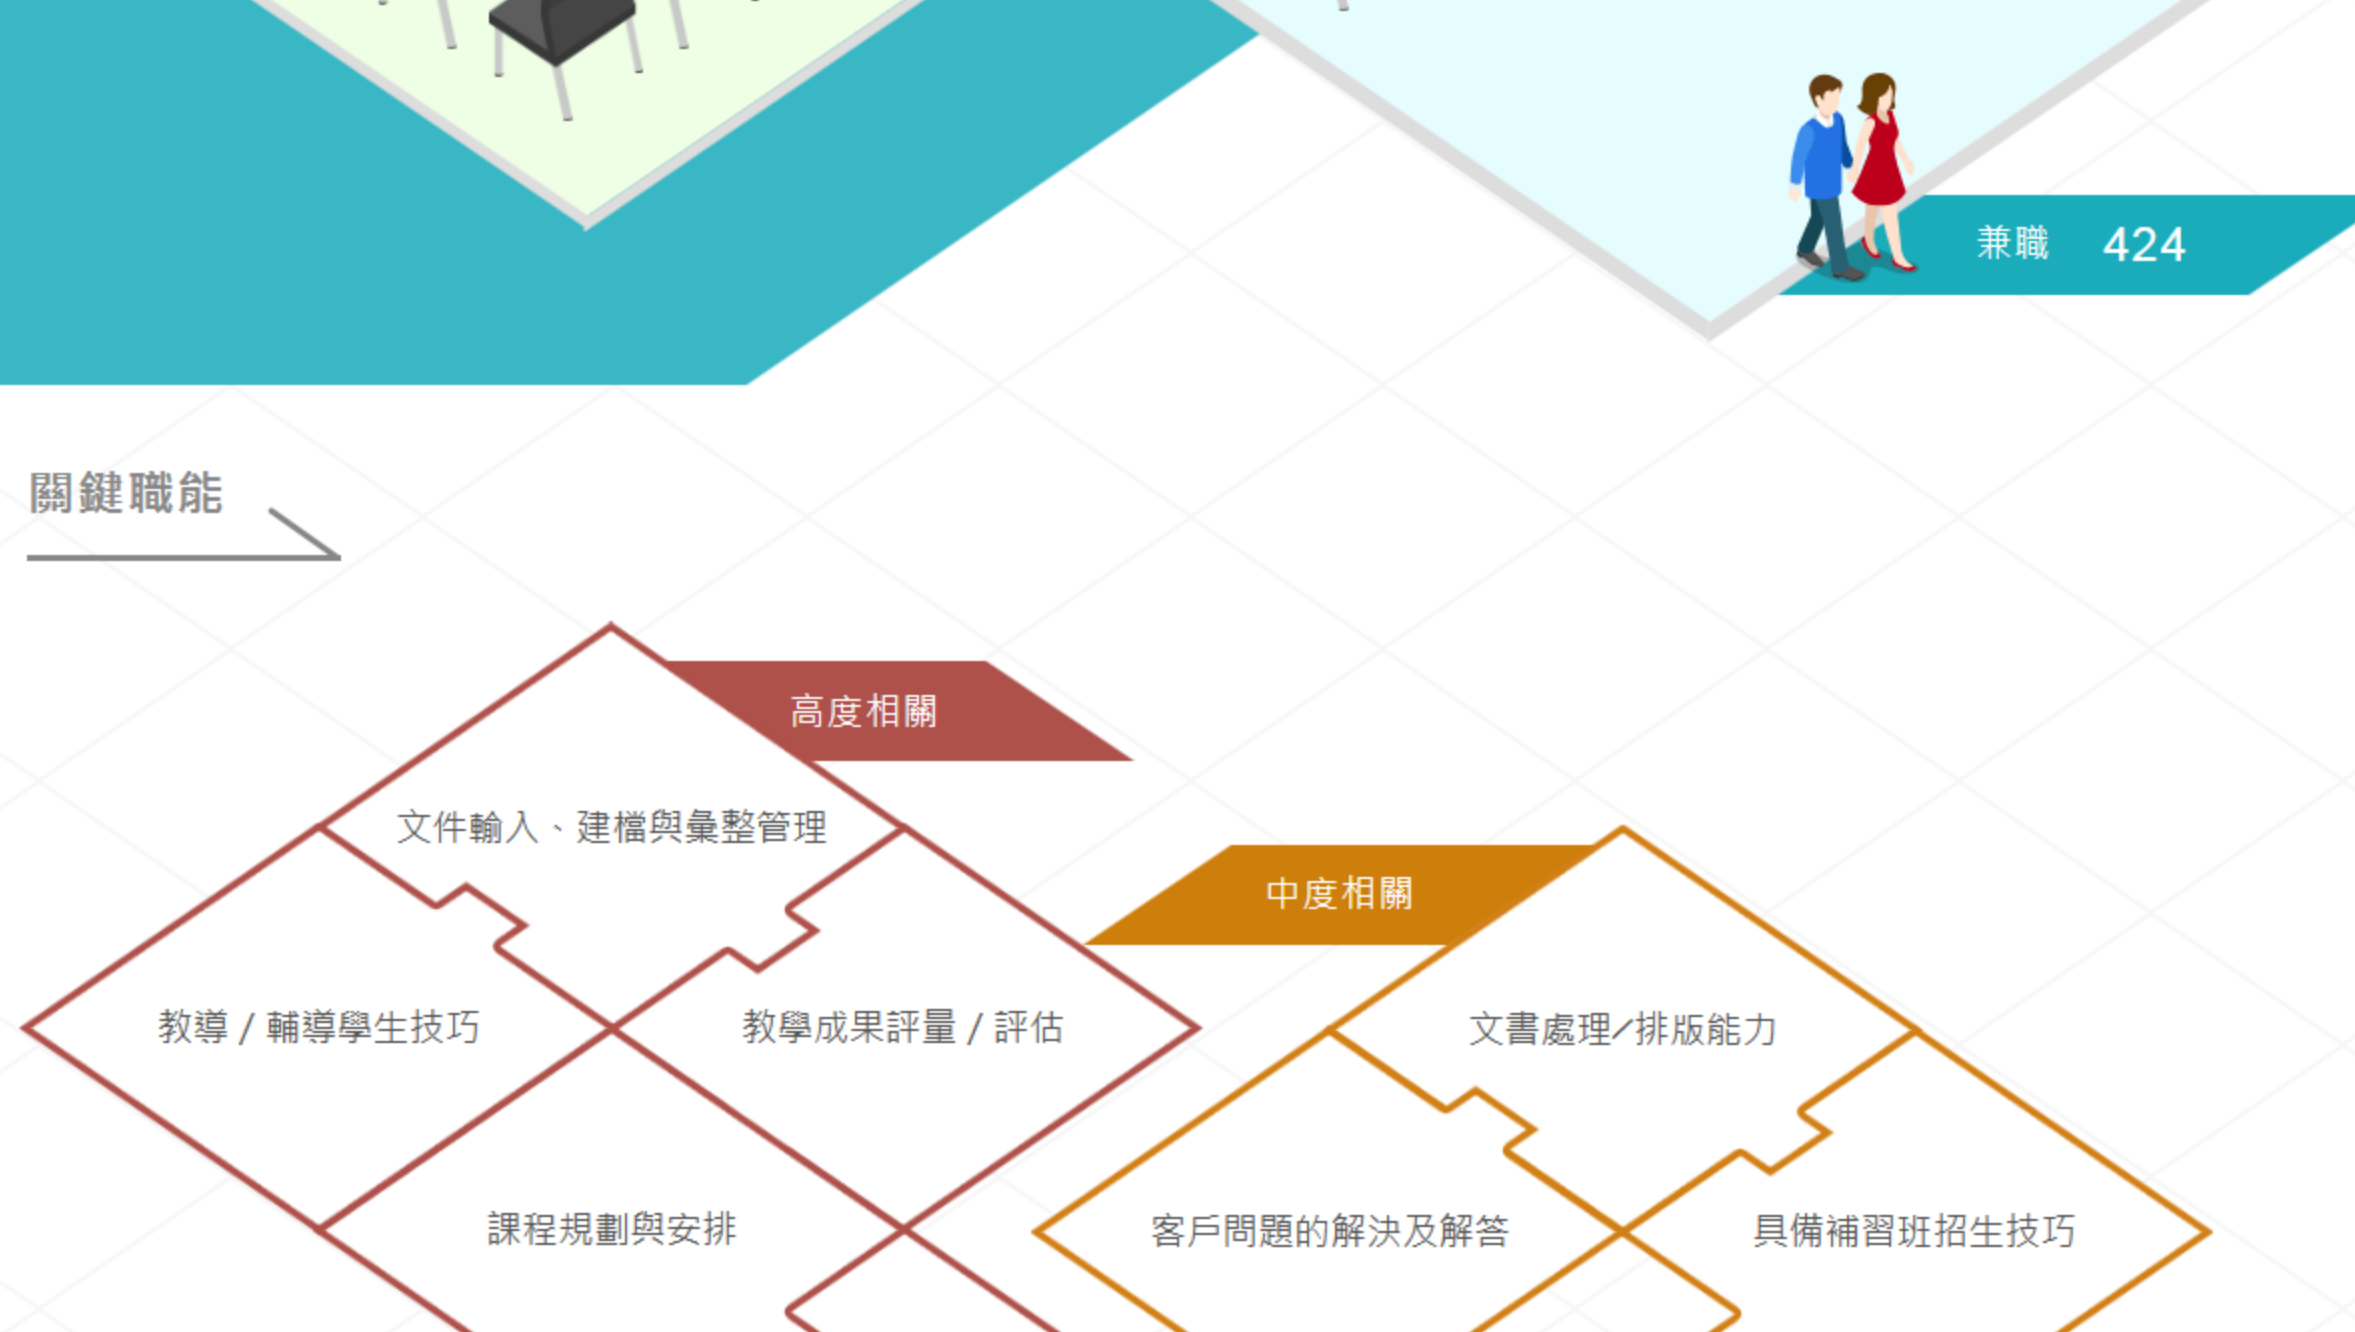 兼職 424
關鍵職能
高度相關
文件輸入、建檔與彙整管理
教導 / 輔導學生技巧
教學成果評量 / 評估
課程規劃與安排
中度相關
文書處理/排版能力
客戶問題的解決及解答
具備補習班招生技巧